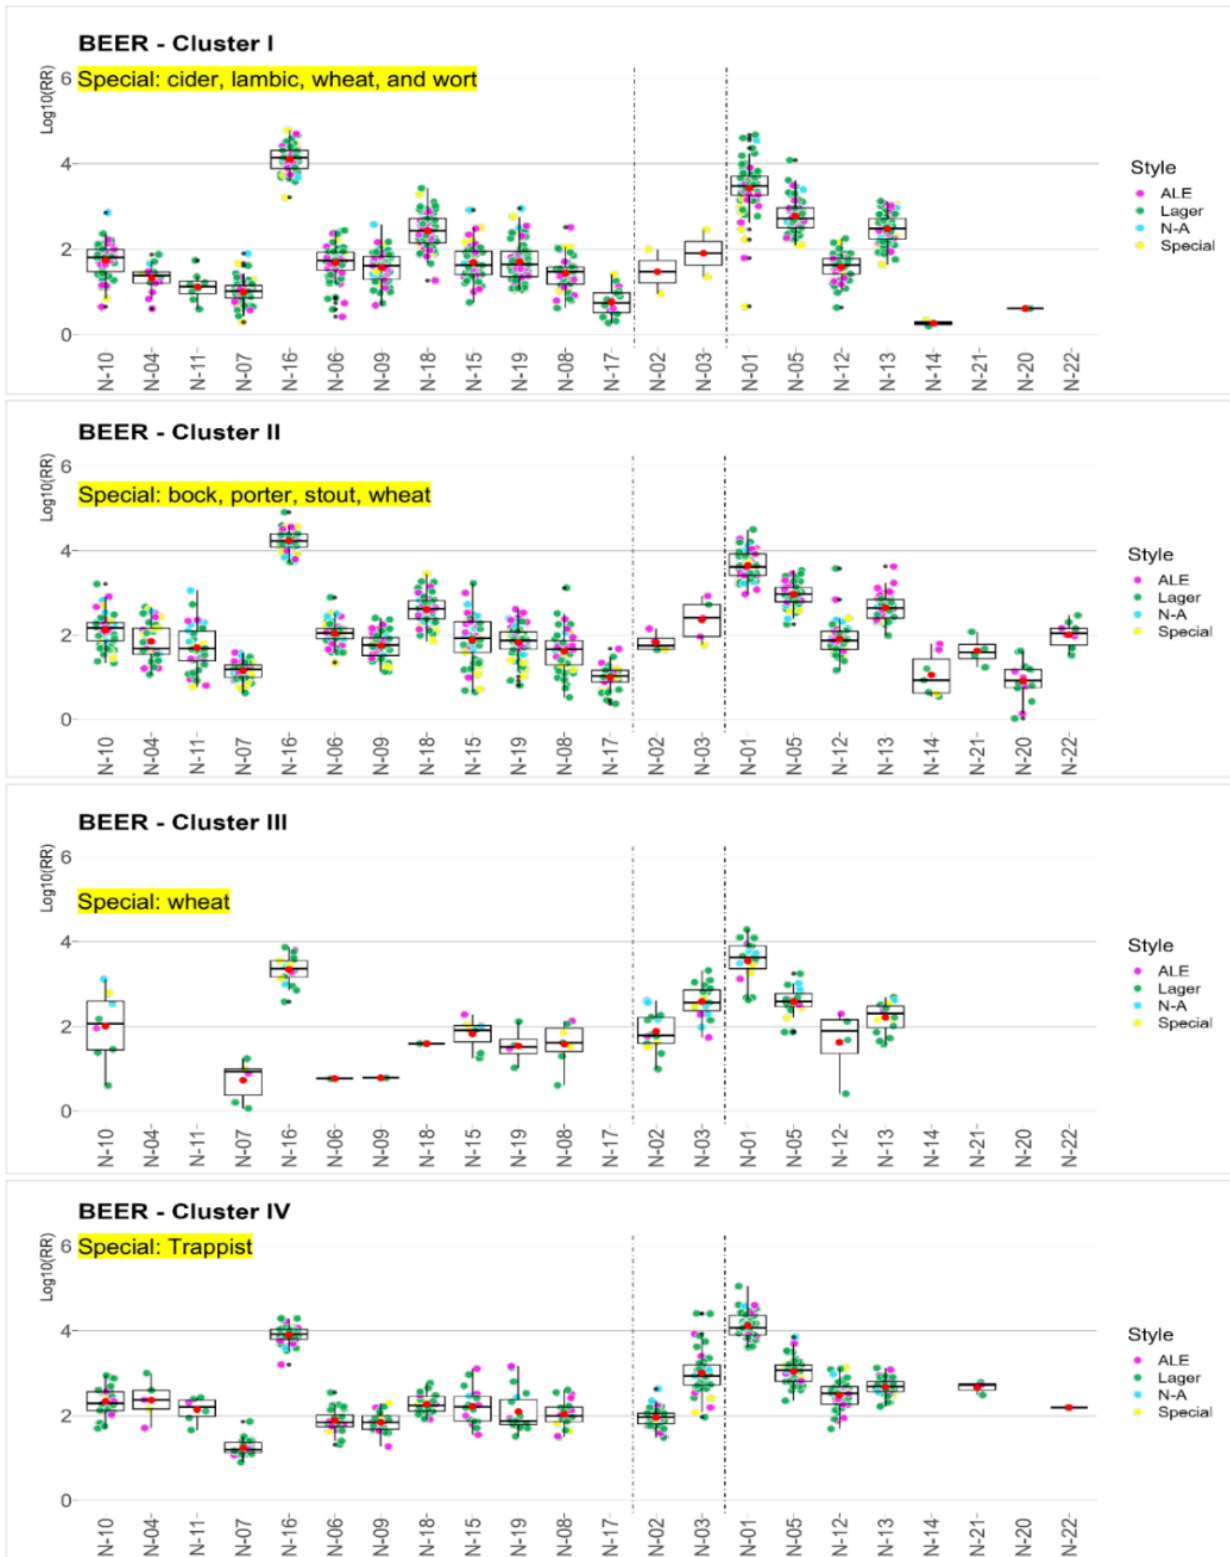 BEER - Cluster I
Special: cider, lambic, wheat, and wort
Log10(RR)
6
4
2
0
N-10 N-04 N-11 N-07 N-16 N-06 N-09 N-18 N-15 N-19 N-08 N-17 N-02 N-03 N-01 N-05 N-12 N-13 N-14 N-21 N-20 N-22
Style
ALE
Lager
N-A
Special
BEER - Cluster II
Special: bock, porter, stout, wheat
Log10(RR)
6
4
2
0
N-10 N-04 N-11 N-07 N-16 N-06 N-09 N-18 N-15 N-19 N-08 N-17 N-02 N-03 N-01 N-05 N-12 N-13 N-14 N-21 N-20 N-22
Style
ALE
Lager
N-A
Special
BEER - Cluster III
Special: wheat
Log10(RR)
6
4
2
0
N-10 N-04 N-11 N-07 N-16 N-06 N-09 N-18 N-15 N-19 N-08 N-17 N-02 N-03 N-01 N-05 N-12 N-13 N-14 N-21 N-20 N-22
Style
ALE
Lager
N-A
Special
BEER - Cluster IV
Special: Trappist
Log10(RR)
6
4
2
0
N-10 N-04 N-11 N-07 N-16 N-06 N-09 N-18 N-15 N-19 N-08 N-17 N-02 N-03 N-01 N-05 N-12 N-13 N-14 N-21 N-20 N-22
Style
ALE
Lager
N-A
Special